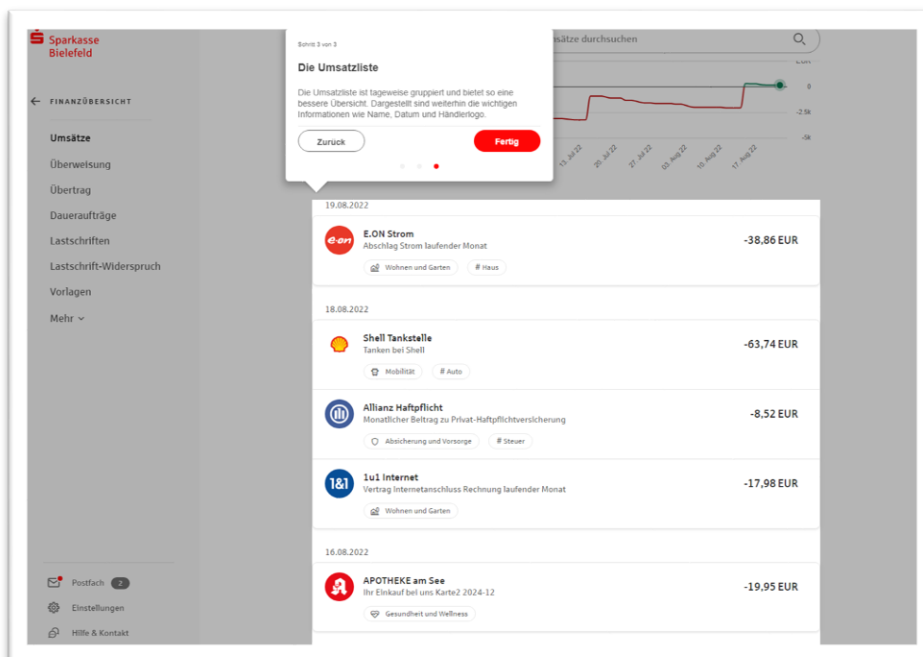 Sparkasse
Bielefeld
FINANZÜBERSICHT
Umsätze
Überweisung
Übertrag
Daueraufträge
Lastschriften
Lastschrift-Widerspruch
Vorlagen
Mehr
Postfach 2
Einstellungen
Hilfe & Kontakt
Schritt 3 von 3
Die Umsatzliste
Die Umsatzliste ist tageweise gruppiert und bietet so eine
bessere Übersicht. Dargestellt sind weiterhin die wichtigen
Informationen wie Name, Datum und Händlerlogo.
Zurück
Fertig
durchsuchen
0
-2.5k
-5k
13. Jul 22
20. Jul 22
27. Jul 22
03. Aug 22
10. Aug 22
17. Aug 22
19.08.2022
e·on
E.ON Strom
-38,86 EUR
Abschlag Strom laufender Monat
Wohnen und Garten
# Haus
18.08.2022
Shell Tankstelle
-63,74 EUR
Tanken bei Shell
Mobilität
# Auto
Allianz Haftpflicht
-8,52 EUR
Monatlicher Beitrag zu Privat-Haftpflichtversicherung
Absicherung und Vorsorge
# Steuer
1&1
1u1 Internet
-17,98 EUR
Vertrag Internetanschluss Rechnung laufender Monat
Wohnen und Garten
16.08.2022
APOTHEKE am See
-19,95 EUR
Ihr Einkauf bei uns Karte2 2024-12
Gesundheit und Wellness